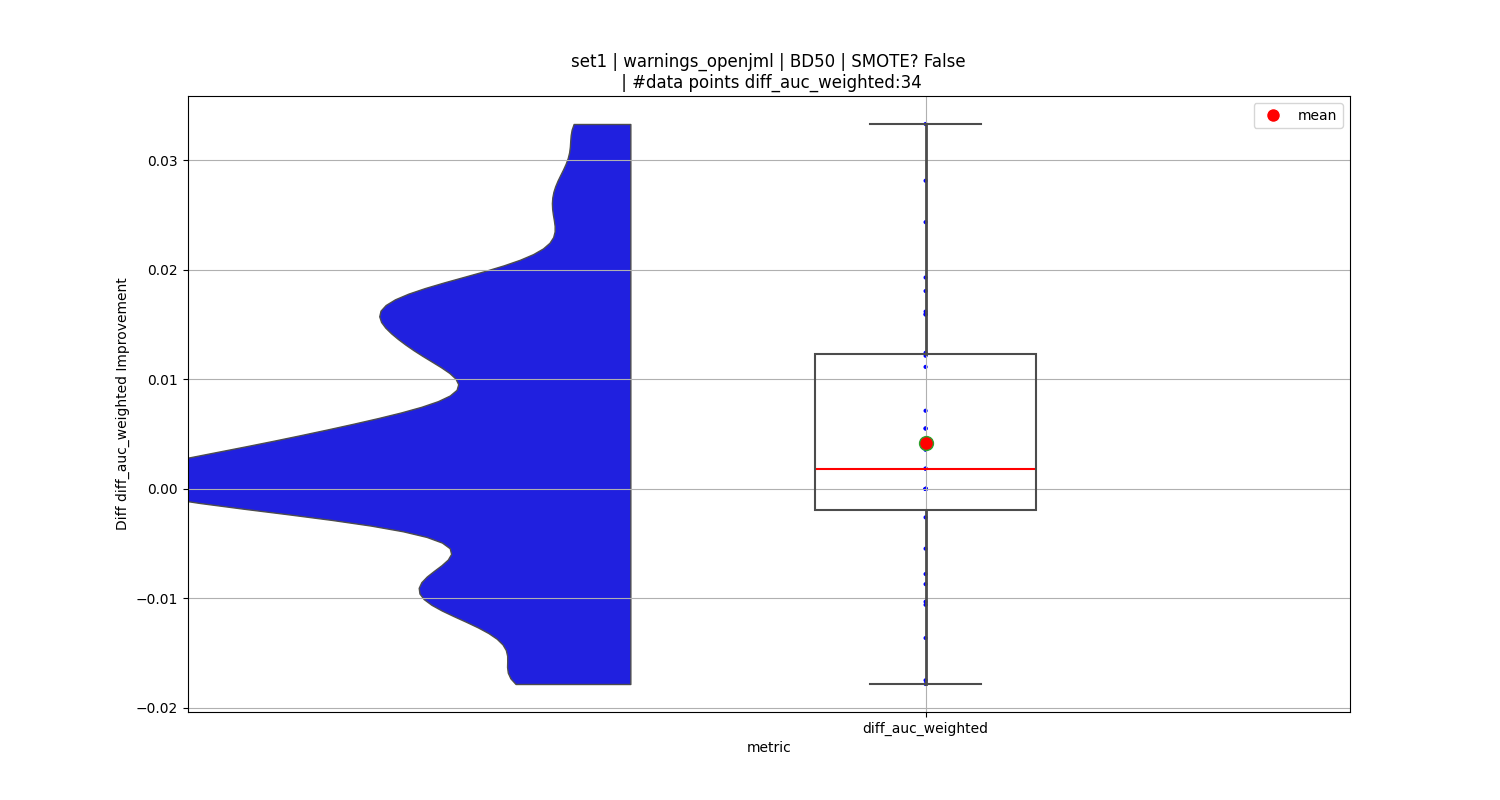 set1 | warnings_openjml | BD50 | SMOTE? False
| #data points diff_auc_weighted:34
mean
0.03
0.02
0.01
0.00
−0.01
−0.02
Diff diff_auc_weighted Improvement
diff_auc_weighted
metric